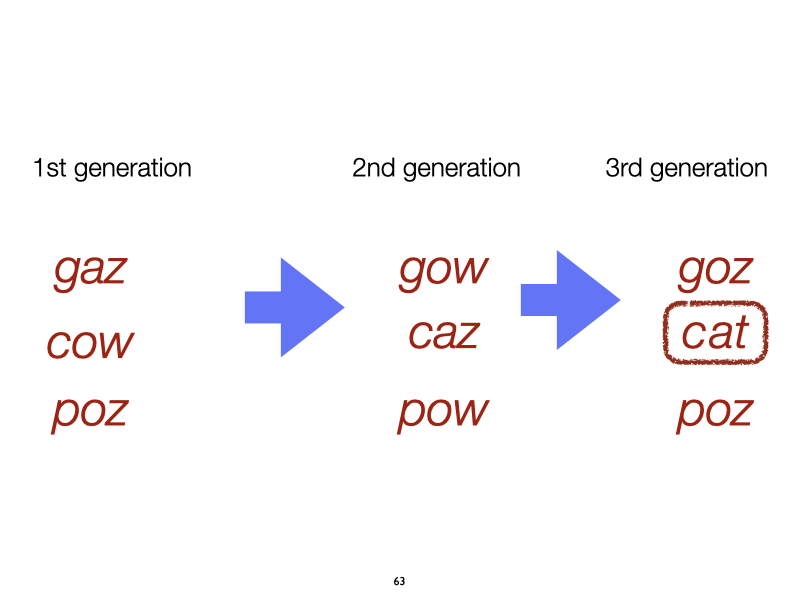 1st generation
2nd generation
3rd generation
gaz
gow
goz
cow
caz
cat
poz
pow
poz
63